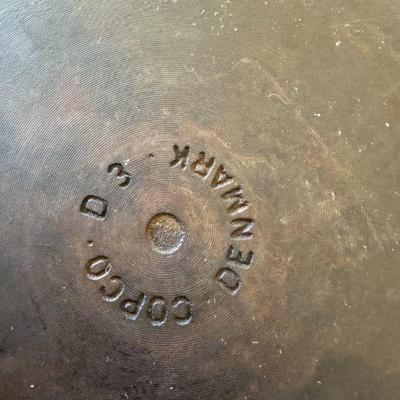 COPCO · D 3 · DENMARK